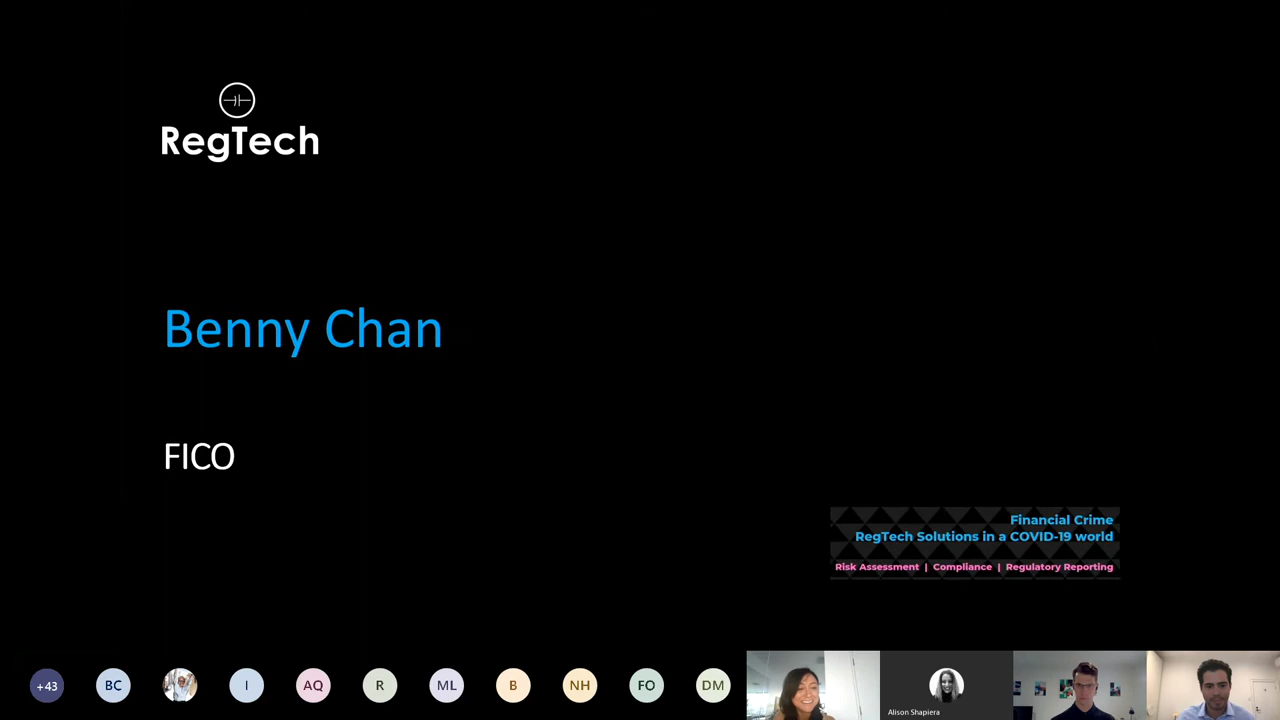 RegTech
Benny Chan
FICO
Financial Crime
RegTech Solutions in a COVID-19 world
Risk Assessment | Compliance | Regulatory Reporting
+43 BC I AQ R ML B NH FO DM
Alison Shapiera